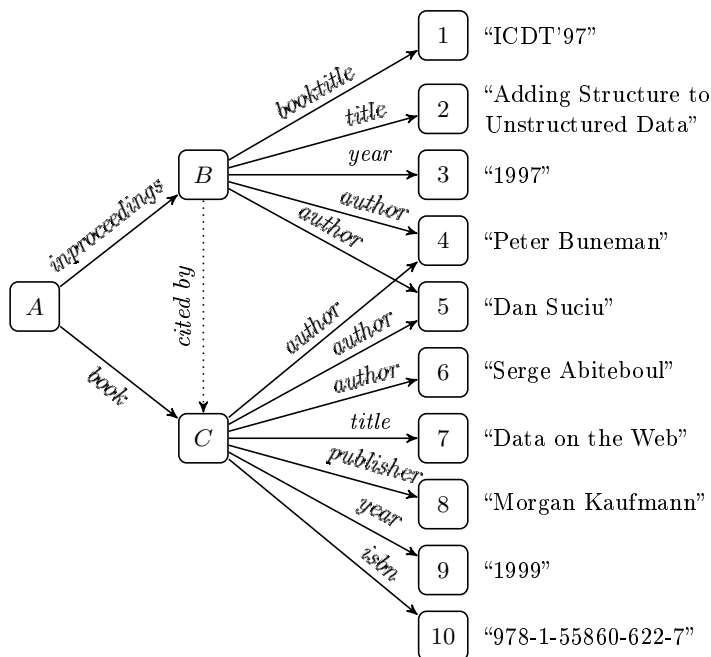 1 “ICDT’97”
booktitle
2 “Adding Structure to
Unstructured Data”
title
year
B
3 “1997”
author
inproceedings
4 “Peter Buneman”
author
A
cited by
5 “Dan Suciu”
author
author
6 “Serge Abiteboul”
author
book
title
C
7 “Data on the Web”
publisher
8 “Morgan Kaufmann”
year
9 “1999”
isbn
10 “978-1-55860-622-7”